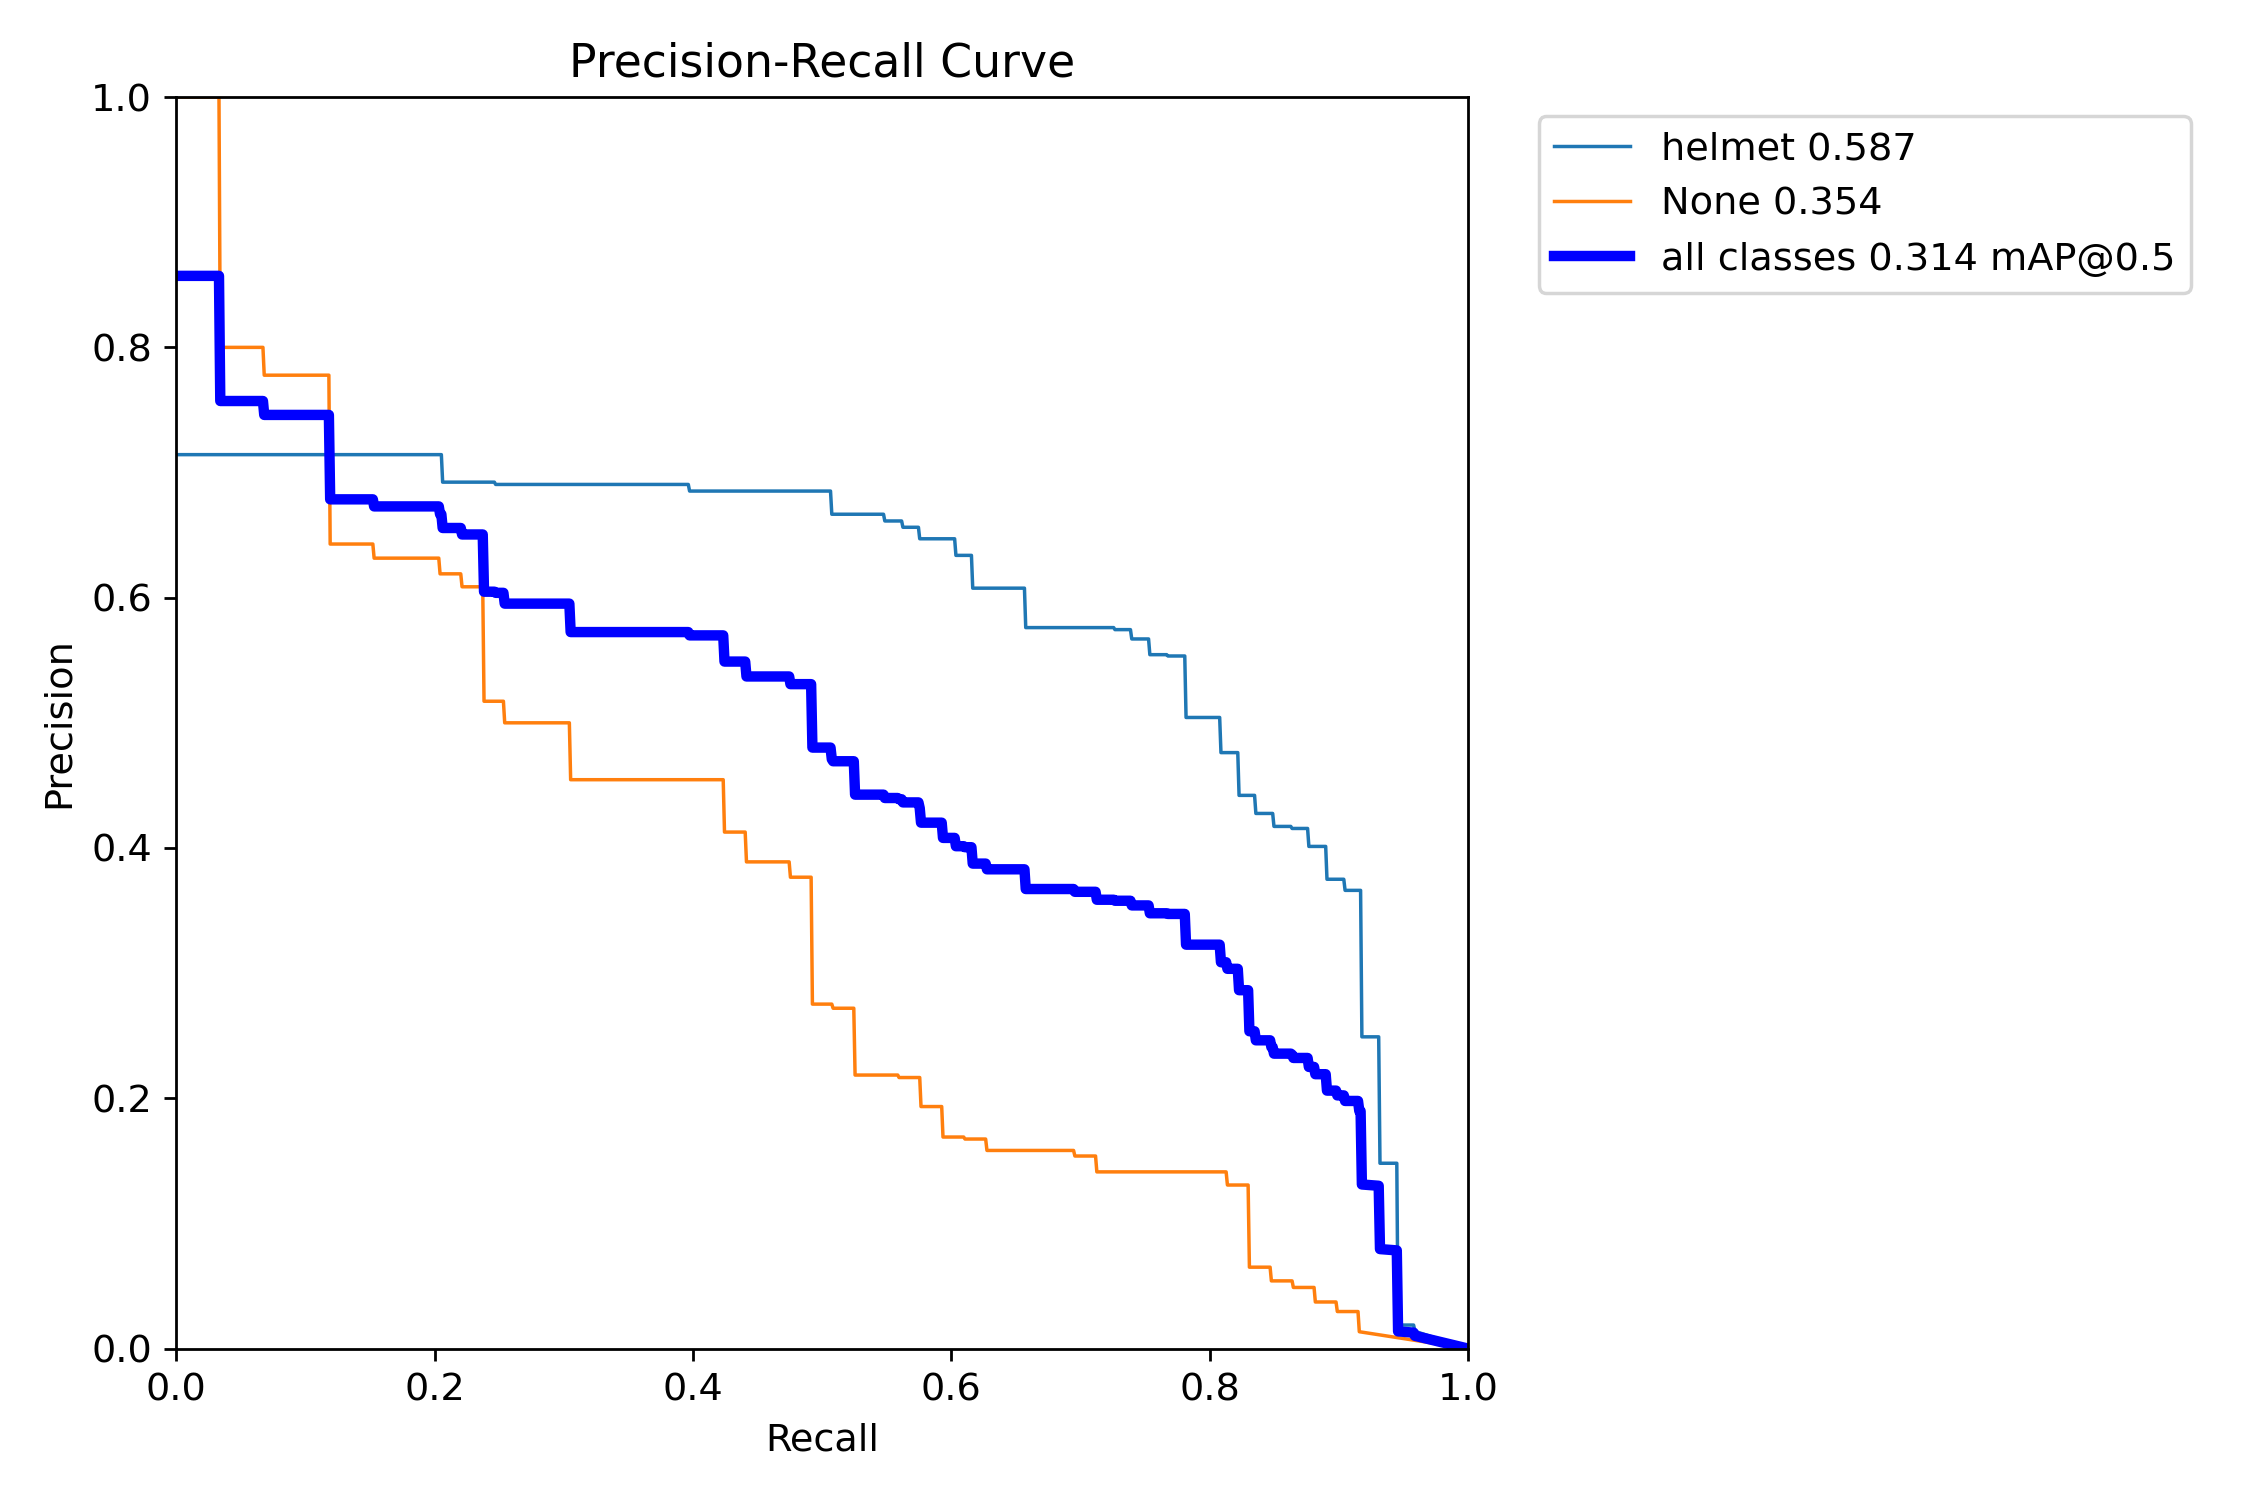 Precision-Recall Curve
1.0
0.8
0.6
0.4
0.2
0.0
Precision
0.0 0.2 0.4 0.6 0.8 1.0
Recall
helmet 0.587
None 0.354
all classes 0.314 mAP@0.5